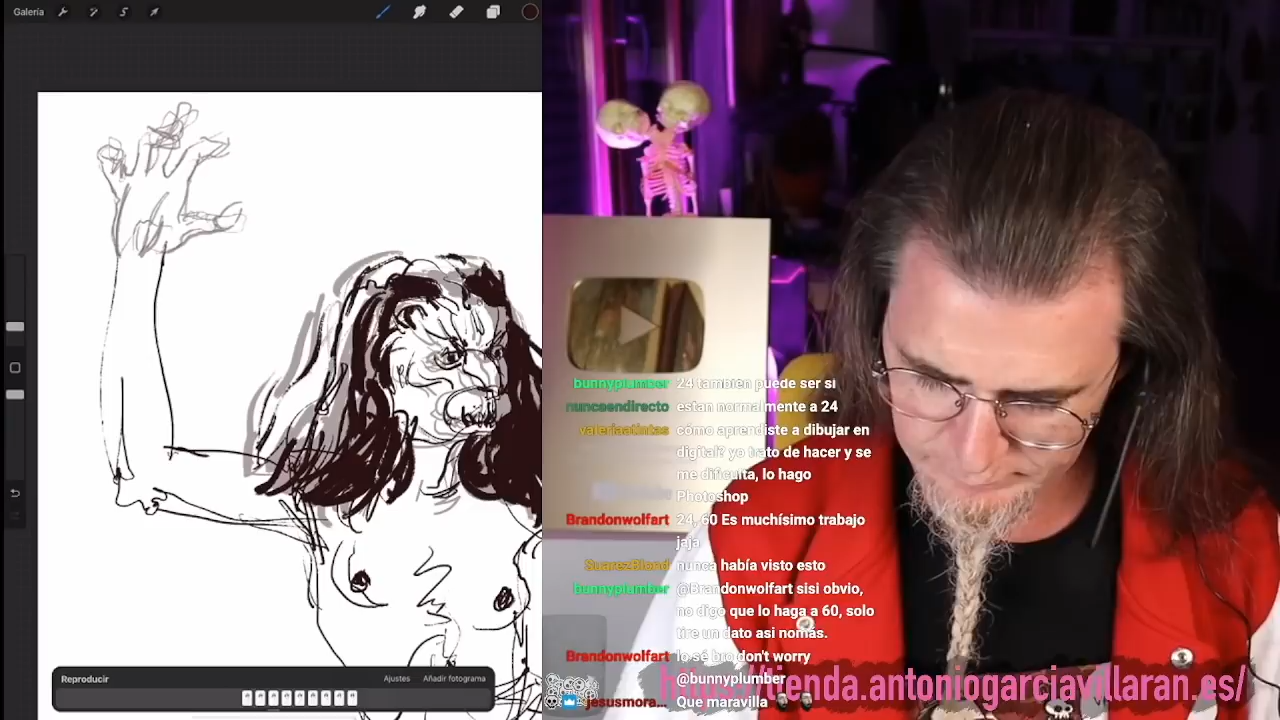 Galería
bunnyplumber 24 también puede ser si
nuncaendirecto estan normalmente a 24
valeriaatintas cómo aprendiste a dibujar en
digital? yo trato de hacer y se
me dificulta, lo hago
Photoshop
Brandonwolfart 24, 60 Es muchísimo trabajo
jaja
SuarezBlond nunca había visto esto
bunnyplumber @Brandonwolfart sisi obvio,
no digo que lo haga a 60, solo
tire un dato asi nomás.
Brandonwolfart lo sé bro don't worry
@bunnyplumber
jesusmora... Que maravilla
https://tienda.antoniogarciavillaran.es/
Reproducir Ajustes Añadir fotograma